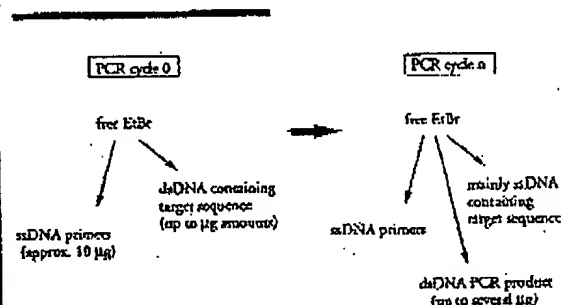 PCR cycle 0
free EtBr
dsDNA containing
target sequence
(up to µg amounts)
ssDNA primers
(approx. 10 µg)
PCR cycle n
free EtBr
mainly ssDNA
containing
target sequence
ssDNA primers
dsDNA PCR product
(up to several µg)